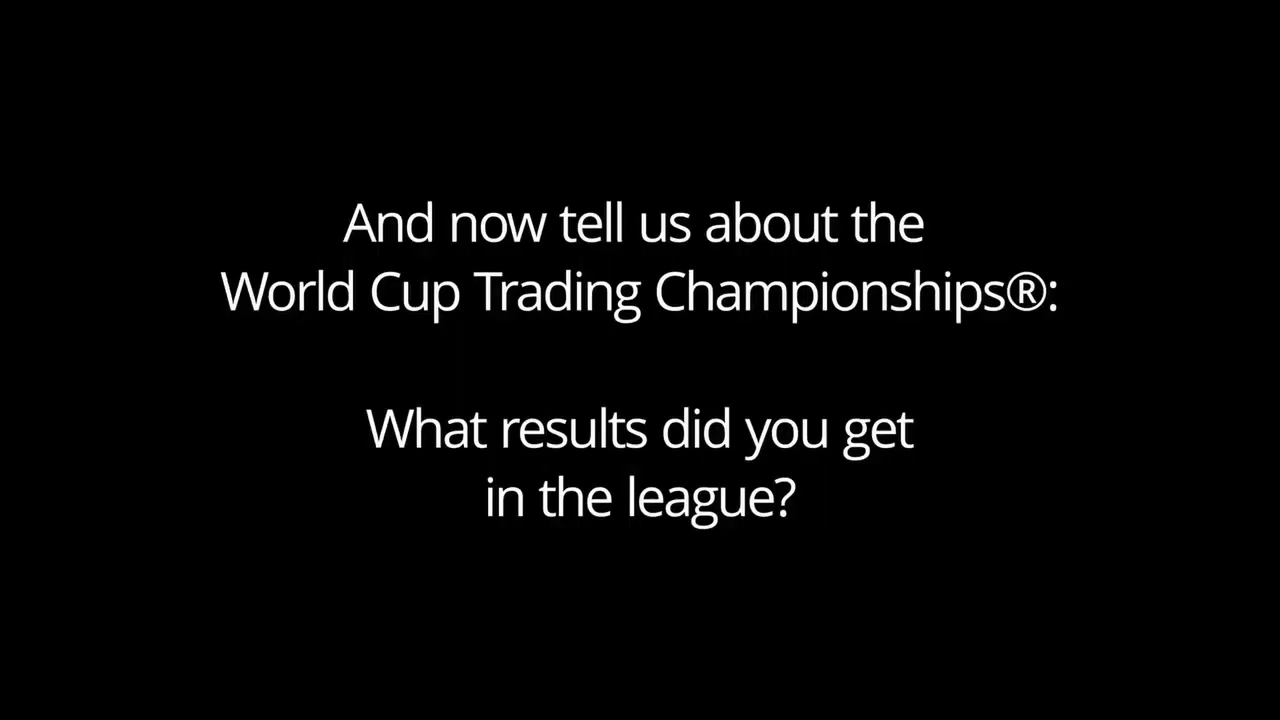 And now tell us about the
World Cup Trading Championships®:
What results did you get
in the league?